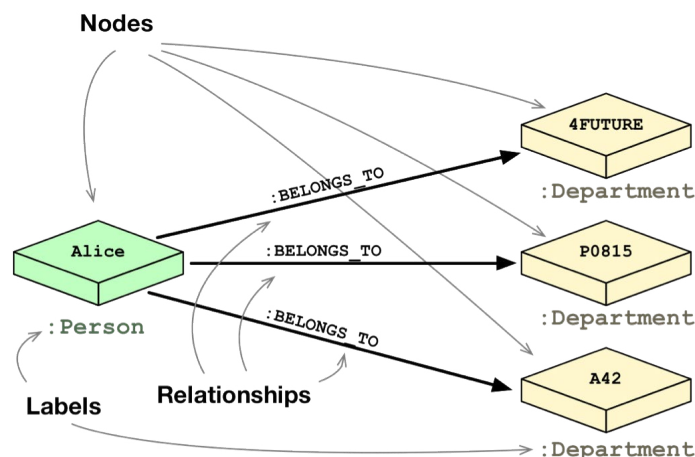 Nodes
4FUTURE
:BELONGS_TO
:Department
Alice
:BELONGS_TO
P0815
:Person
:BELONGS_TO
:Department
Relationships
A42
Labels
:Department